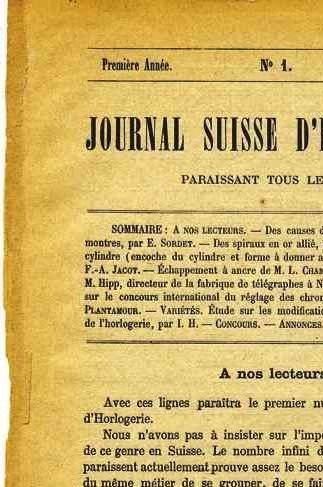 Première Année.
N° 1.
JOURNAL SUISSE D'
PARAISSANT TOUS LE
SOMMAIRE : A NOS LECTEURS. — Des causes d
montres, par E. SORDET. — Des spiraux en or allié,
cylindre (encoche du cylindre et forme à donner a
F.-A. JACOT. — Échappement à ancre de M. L. CHAN
M. Hipp, directeur de la fabrique de télégraphes à N
sur le concours international du réglage des chron
PLANTAMOUR. — VARIÉTÉS. Étude sur les modificatio
de l'horlogerie, par I. H. — CONCOURS. — ANNONCES.
A nos lecteurs
Avec ces lignes paraîtra le premier nu
d'Horlogerie.
Nous n'avons pas à insister sur l'impo
de ce genre en Suisse. Le nombre infini d
paraissent actuellement prouve assez le beso
du même métier de se grouper, de se fai